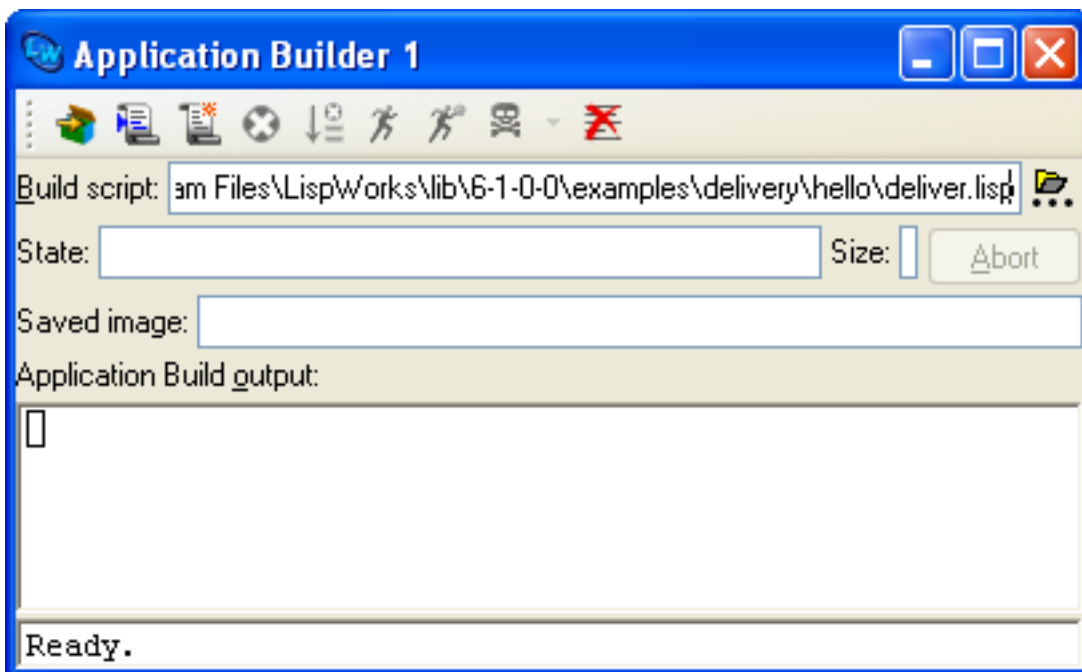 LW Application Builder 1
Build script: am Files\LispWorks\lib\6-1-0-0\examples\delivery\hello\deliver.lisp
State: Size: Abort
Saved image:
Application Build output:
Ready.